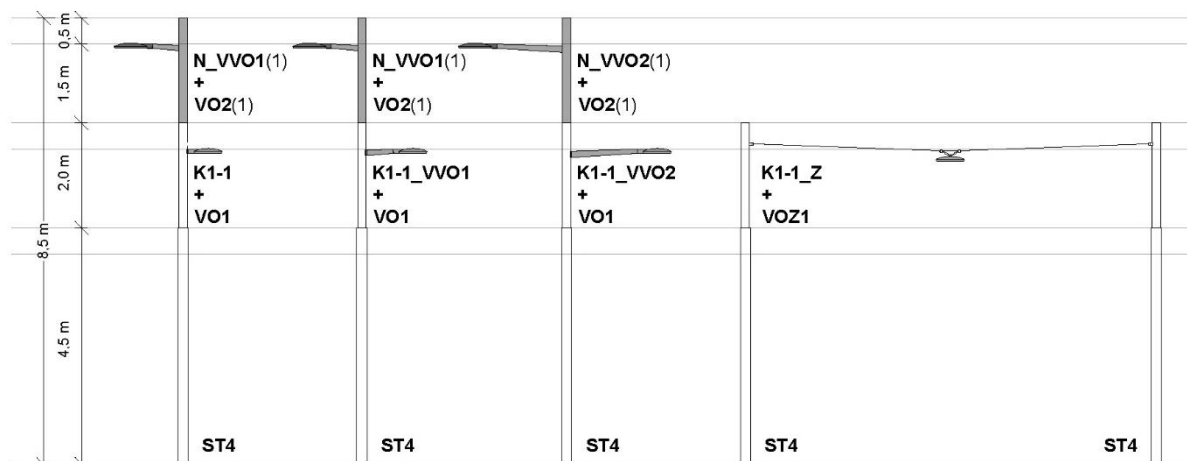 0,5 m
1,5 m
2,0 m
8,5 m
4,5 m
N_VVO1(1)
+
VO2(1)
N_VVO1(1)
+
VO2(1)
N_VVO2(1)
+
VO2(1)
K1-1
+
VO1
K1-1_VVO1
+
VO1
K1-1_VVO2
+
VO1
K1-1_Z
+
VOZ1
ST4
ST4
ST4
ST4
ST4